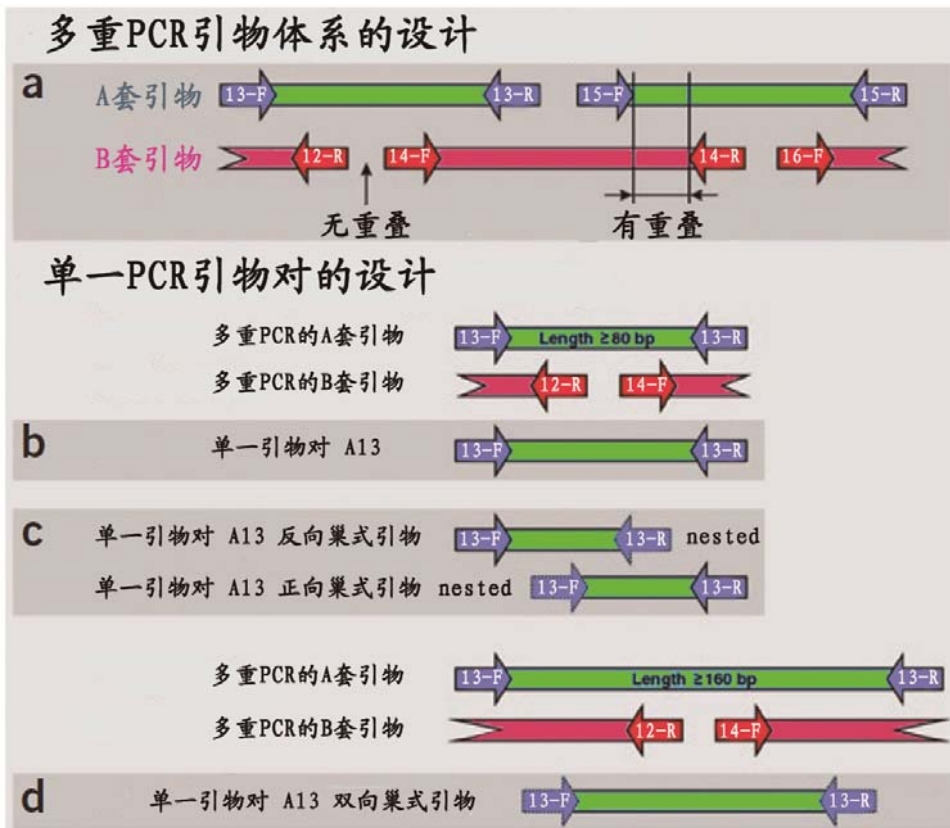 多重PCR引物体系的设计
a
A套引物 13-F 13-R 15-F 15-R
B套引物 12-R 14-F 14-R 16-F
无重叠 有重叠
单一PCR引物对的设计
多重PCR的A套引物 13-F Length ≥80 bp 13-R
多重PCR的B套引物 12-R 14-F
b 单一引物对 A13 13-F 13-R
c 单一引物对 A13 反向巢式引物 13-F 13-R nested
单一引物对 A13 正向巢式引物 nested 13-F 13-R
多重PCR的A套引物 13-F Length ≥160 bp 13-R
多重PCR的B套引物 12-R 14-F
d 单一引物对 A13 双向巢式引物 13-F 13-R